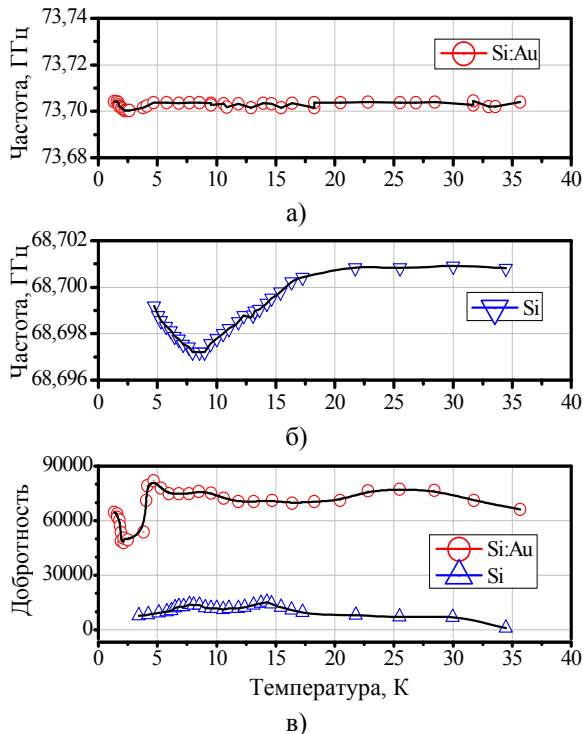 73,74
73,72
73,70
73,68
Частота, ГГц
Si:Au
0 5 10 15 20 25 30 35 40
а)
68,702
68,700
68,698
68,696
Частота, ГГц
Si
0 5 10 15 20 25 30 35 40
б)
90000
60000
30000
0
Добротность
Si:Au
Si
0 5 10 15 20 25 30 35 40
Температура, К
в)